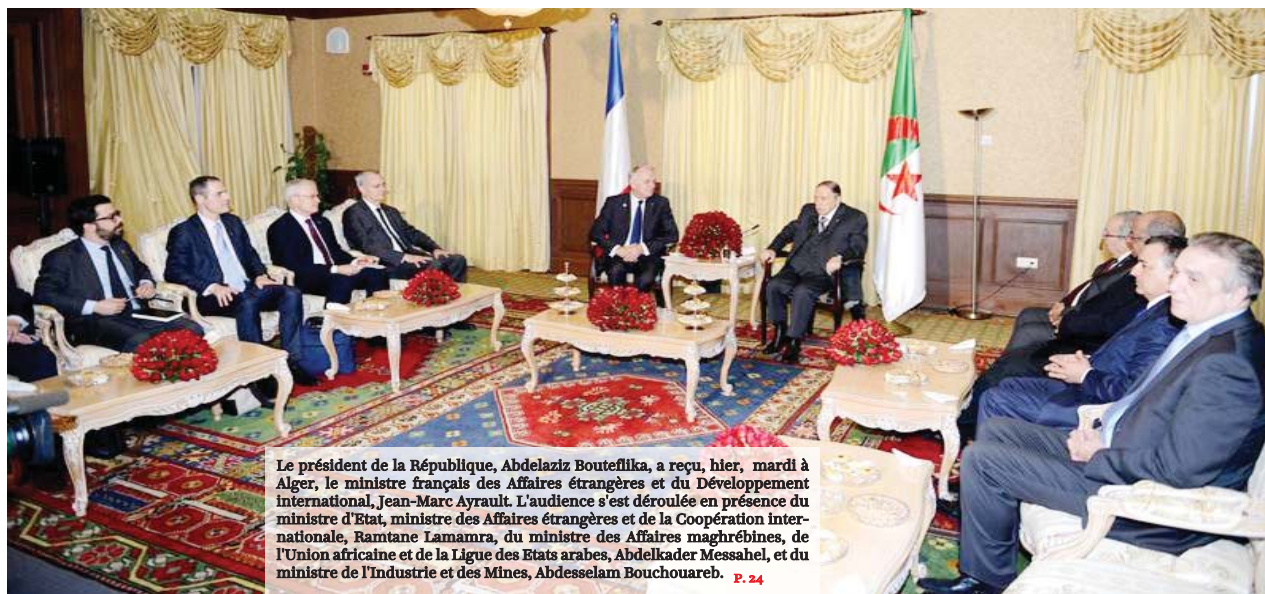 Le président de la République, Abdelaziz Bouteflika, a reçu, hier, mardi à
Alger, le ministre français des Affaires étrangères et du Développement
international, Jean-Marc Ayrault. L'audience s'est déroulée en présence du
ministre d'Etat, ministre des Affaires étrangères et de la Coopération inter-
nationale, Ramtane Lamamra, du ministre des Affaires maghrébines, de
l'Union africaine et de la Ligue des Etats arabes, Abdelkader Messahel, et du
ministre de l'Industrie et des Mines, Abdesselam Bouchouareb. P. 24